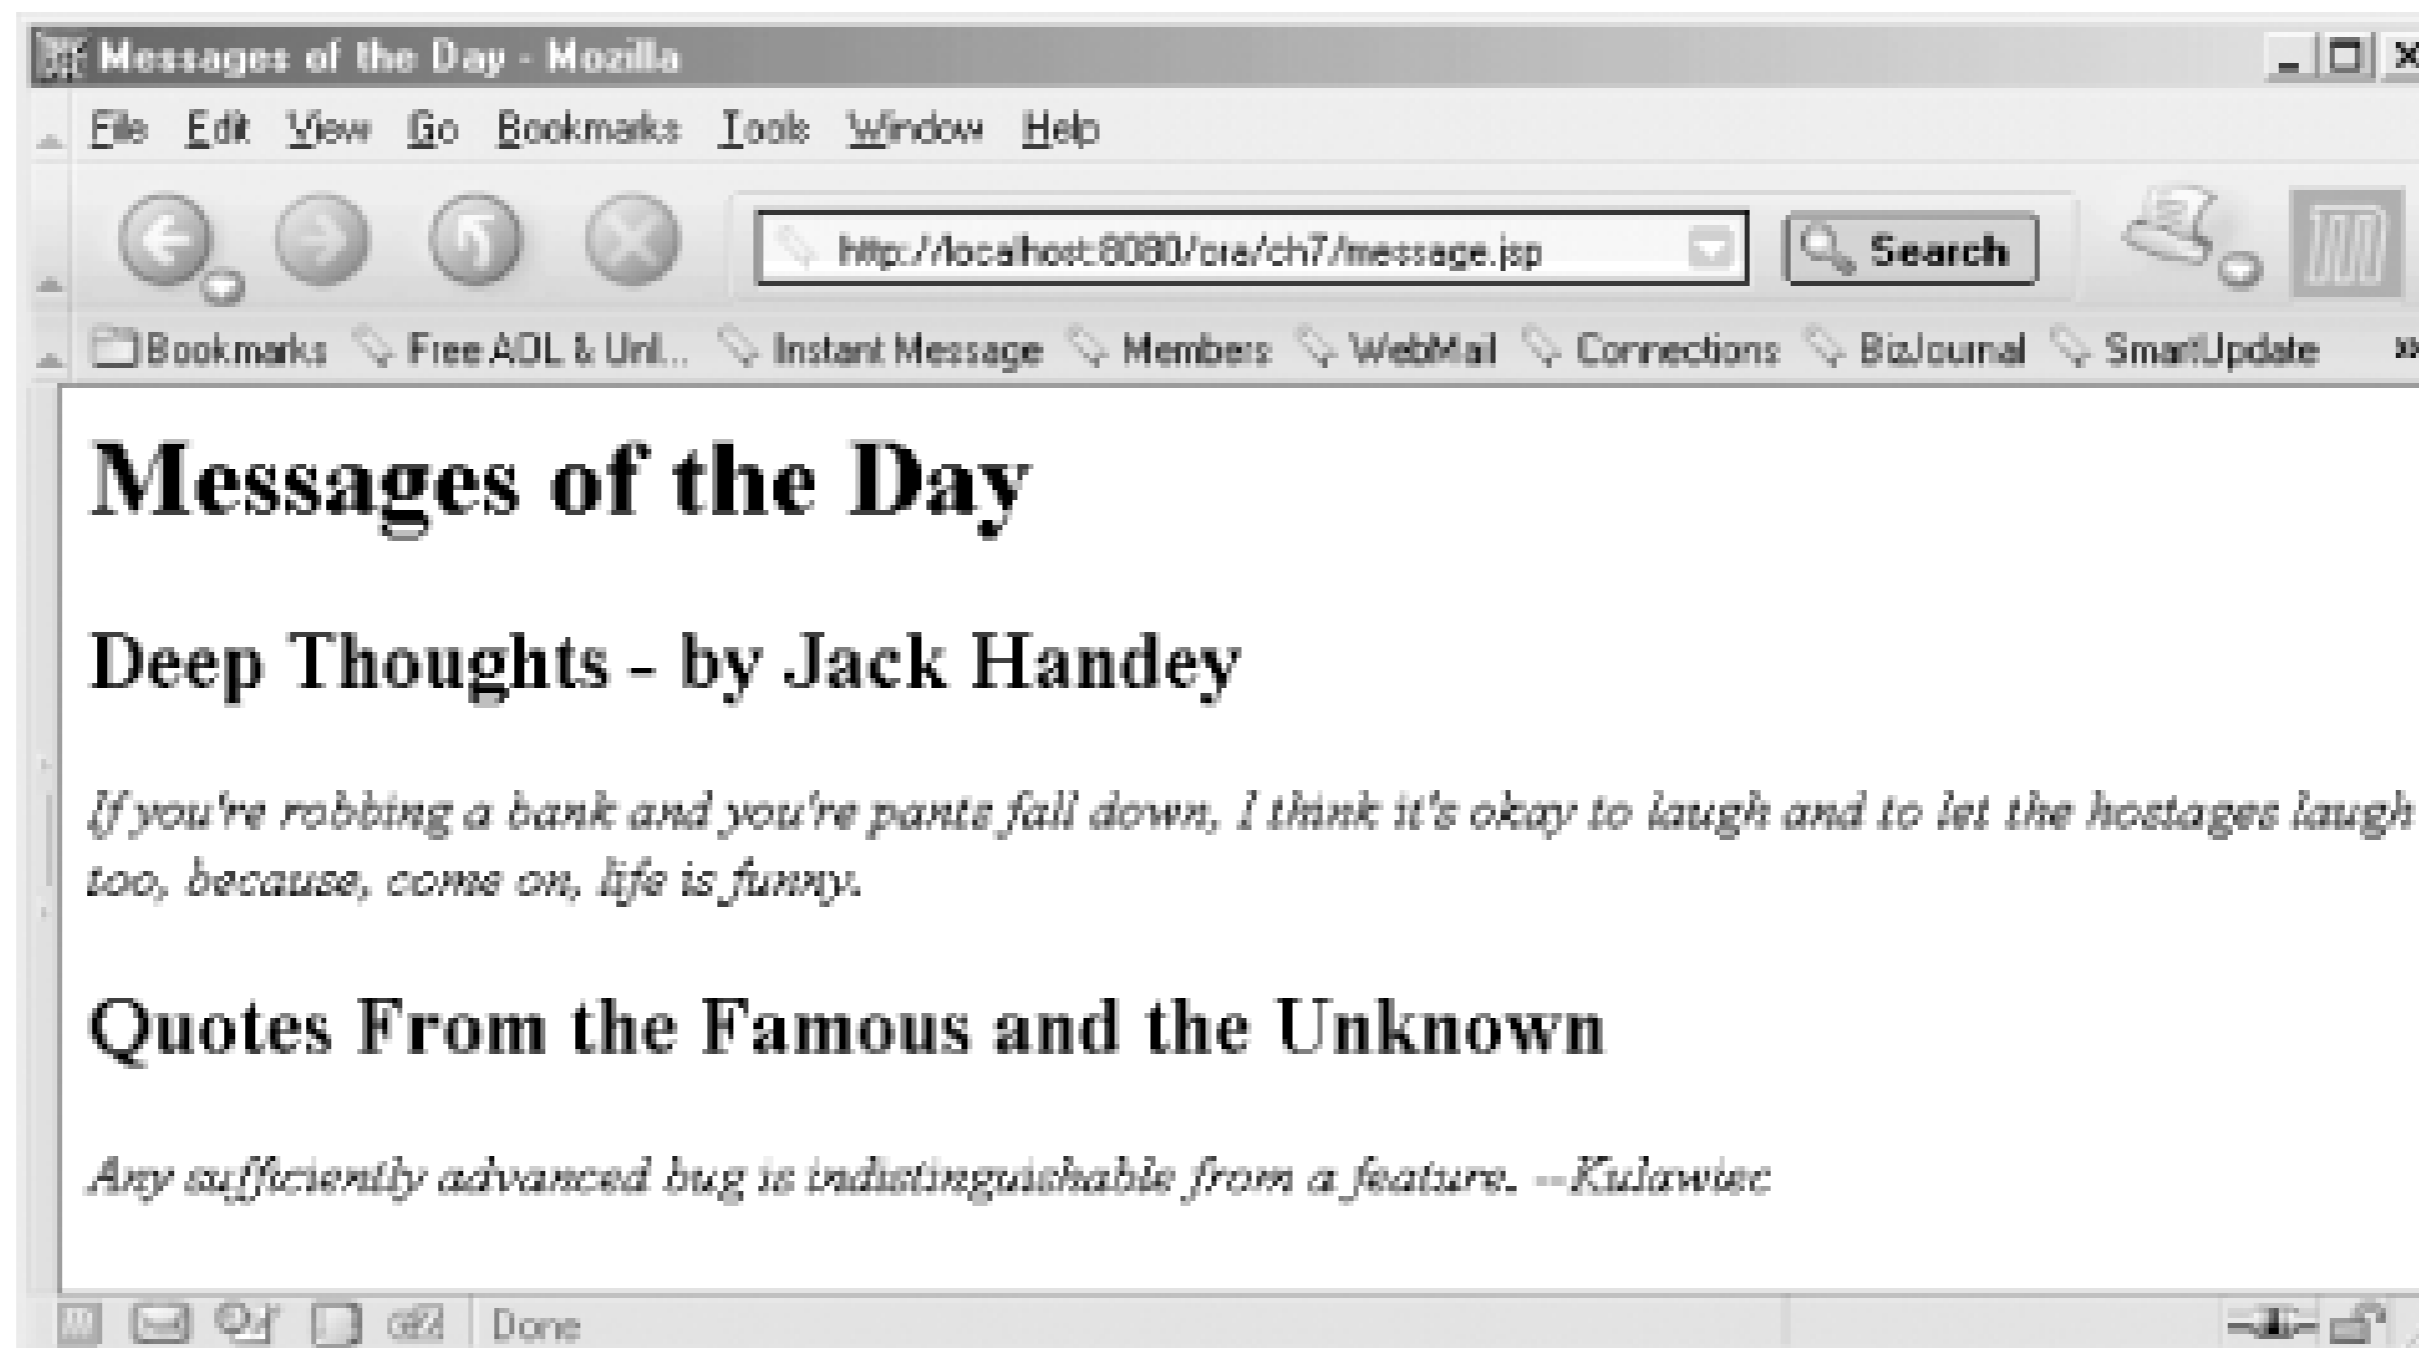 Messages of the Day - Mozilla
File Edit View Go Bookmarks Tools Window Help
http://localhost:8080/ora/ch7/message.jsp Search
Bookmarks Free AOL & Unl... Instant Message Members WebMail Connections BizJournal SmartUpdate »
Messages of the Day
Deep Thoughts - by Jack Handey
If you're robbing a bank and you're pants fall down, I think it's okay to laugh and to let the hostages laugh
too, because, come on, life is funny.
Quotes From the Famous and the Unknown
Any sufficiently advanced bug is indistinguishable from a feature. --Kulawiec
Done